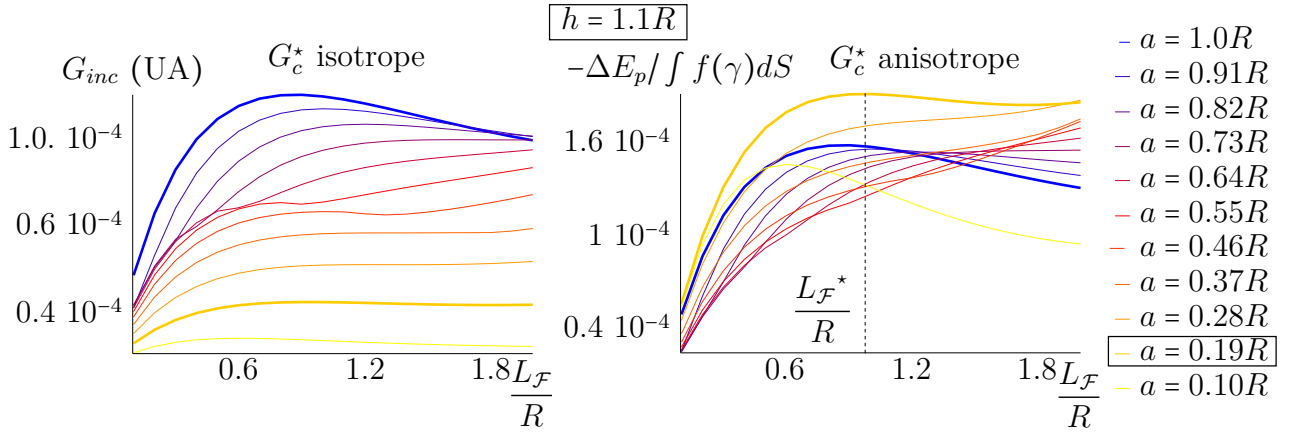 h = 1.1R
G_c^⋆ isotrope
G_inc (UA)
1.0. 10^-4
0.6 10^-4
0.4 10^-4
0.6
1.2
1.8
L_ℱ/R
G_c^⋆ anisotrope
-ΔE_p/ ∫ f(γ)dS
1.6 10^-4
1 10^-4
0.4 10^-4
L_ℱ^⋆/R
0.6
1.2
1.8
L_ℱ/R
a = 1.0R
a = 0.91R
a = 0.82R
a = 0.73R
a = 0.64R
a = 0.55R
a = 0.46R
a = 0.37R
a = 0.28R
a = 0.19R
a = 0.10R